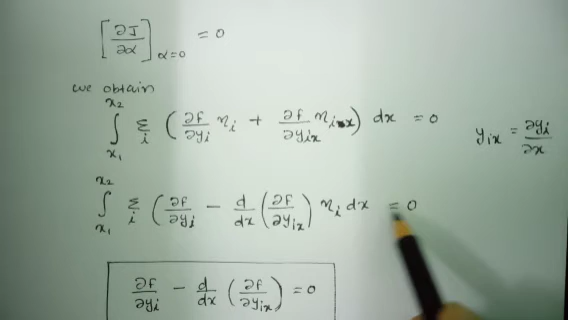 [∂J/∂α]α=0 = 0
we obtain
∫_{x₁}^{x₂} Σ_i (∂f/∂y_i η_i + ∂f/∂y_{ix} η_{ix}) dx = 0
y_{ix} = ∂y_i/∂x
∫_{x₁}^{x₂} Σ_i (∂f/∂y_i − d/dx (∂f/∂y_{ix}) η_i dx = 0
∂f/∂y_i − d/dx (∂f/∂y_{ix}) = 0